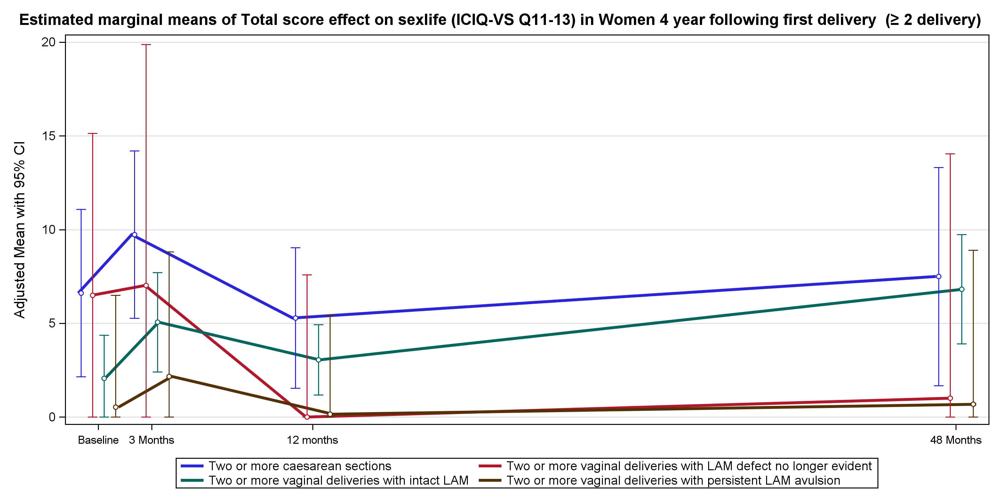 Estimated marginal means of Total score effect on sexlife (ICIQ-VS Q11-13) in Women 4 year following first delivery  (≥ 2 delivery)
Adjusted Mean with 95% CI
20
15
10
5
0
Baseline
3 Months
12 months
48 Months
Two or more caesarean sections
Two or more vaginal deliveries with LAM defect no longer evident
Two or more vaginal deliveries with intact LAM
Two or more vaginal deliveries with persistent LAM avulsion